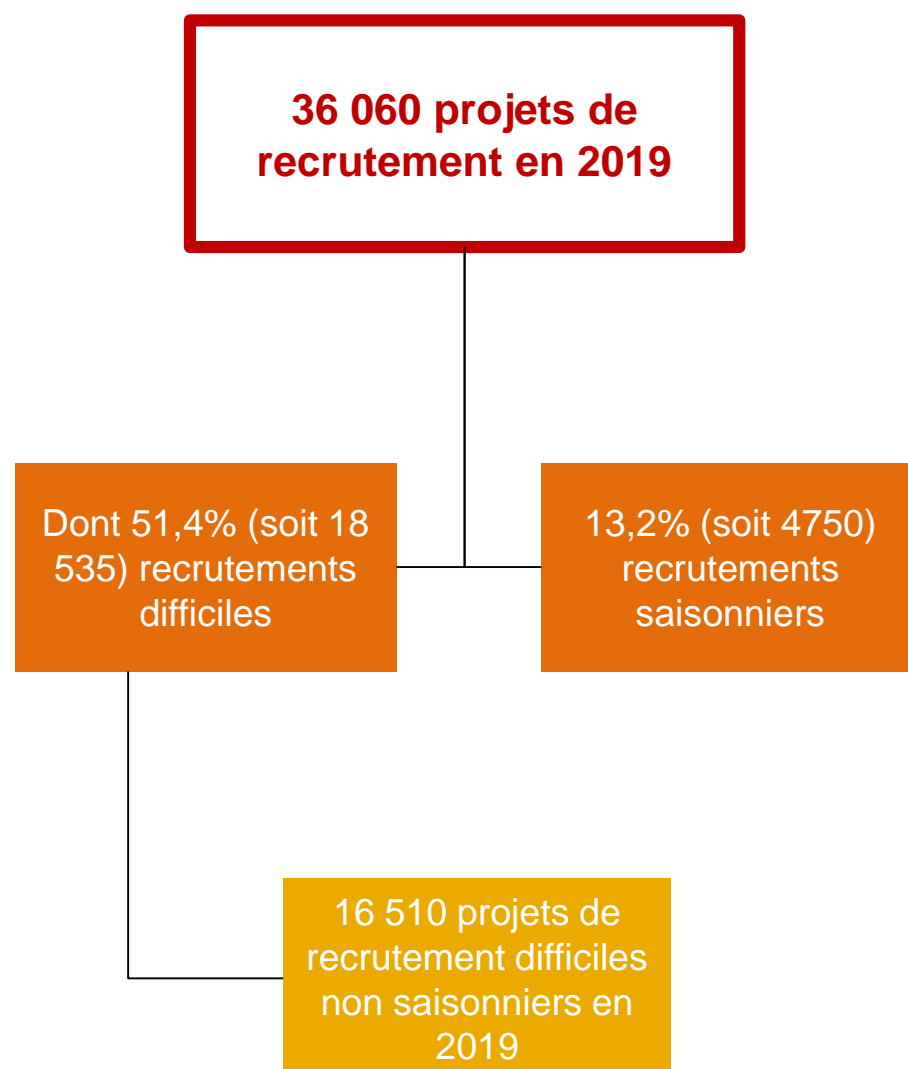 36 060 projets de
recrutement en 2019
Dont 51,4% (soit 18
535) recrutements
difficiles
13,2% (soit 4750)
recrutements
saisonniers
16 510 projets de
recrutement difficiles
non saisonniers en
2019